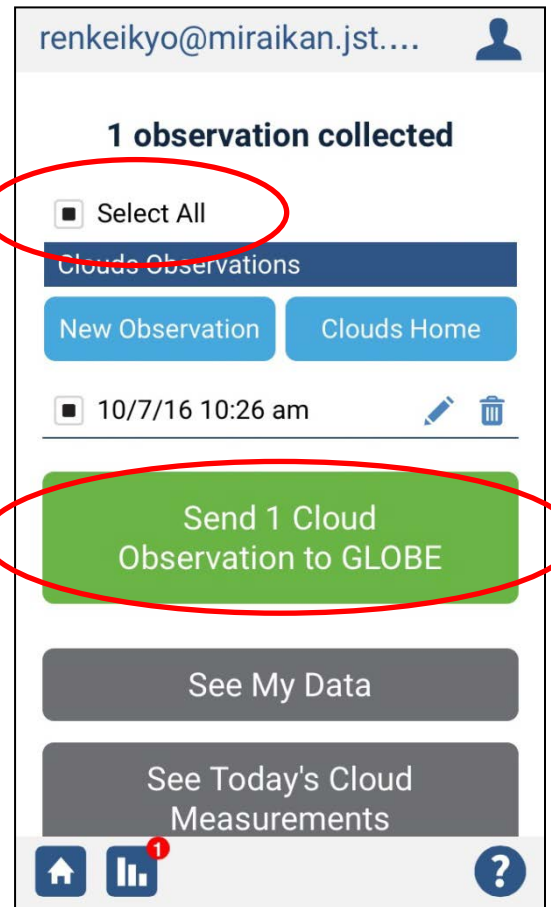 renkeikyo@miraikan.jst....
1 observation collected
Select All
Clouds Observations
New Observation Clouds Home
10/7/16 10:26 am
Send 1 Cloud
Observation to GLOBE
See My Data
See Today's Cloud
Measurements
1
?